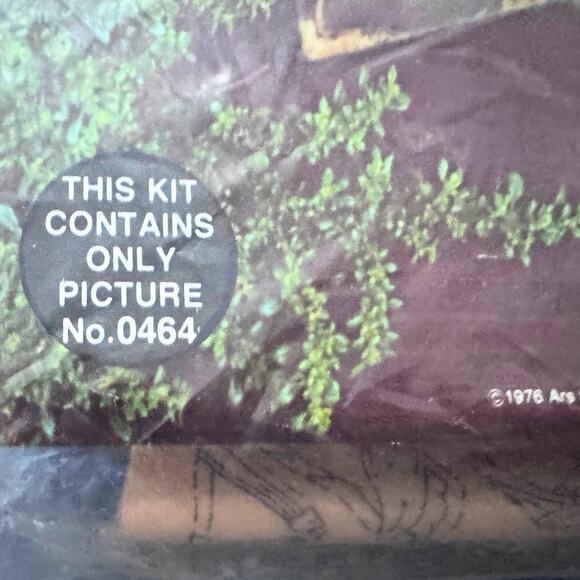 THIS KIT
CONTAINS
ONLY
PICTURE
No.0464
©1976 Ars